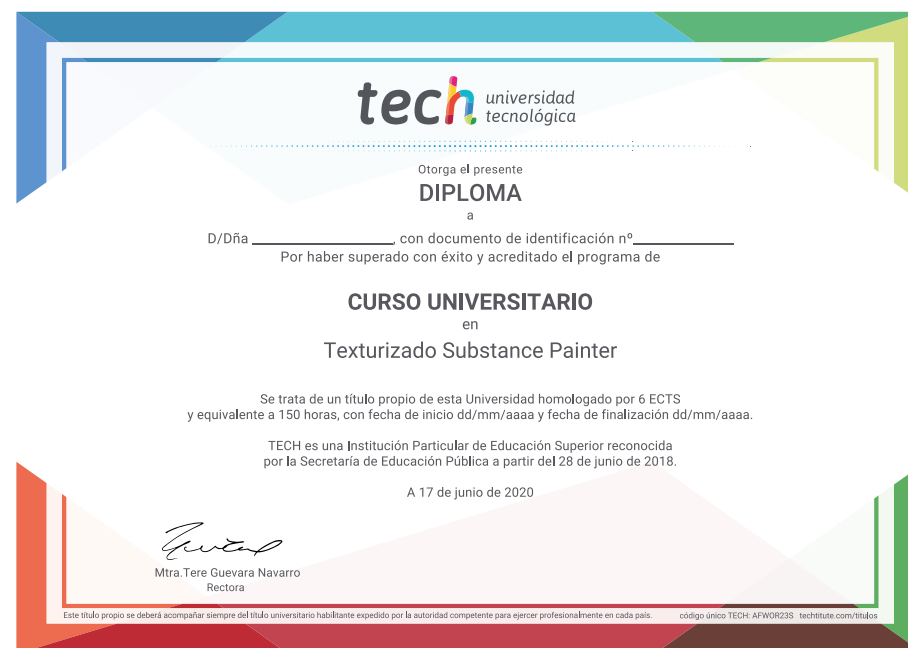 tech universidad
tecnológica
Otorga el presente
DIPLOMA
a
D/Dña ____________________, con documento de identificación nº______________
Por haber superado con éxito y acreditado el programa de
CURSO UNIVERSITARIO
en
Texturizado Substance Painter
Se trata de un título propio de esta Universidad homologado por 6 ECTS
y equivalente a 150 horas, con fecha de inicio dd/mm/aaaa y fecha de finalización dd/mm/aaaa.
TECH es una Institución Particular de Educación Superior reconocida
por la Secretaría de Educación Pública a partir del 28 de junio de 2018.
A 17 de junio de 2020
Mtra.Tere Guevara Navarro
Rectora
Este título propio se deberá acompañar siempre del título universitario habilitante expedido por la autoridad competente para ejercer profesionalmente en cada país. código único TECH: AFWOR23S techtitute.com/titulos